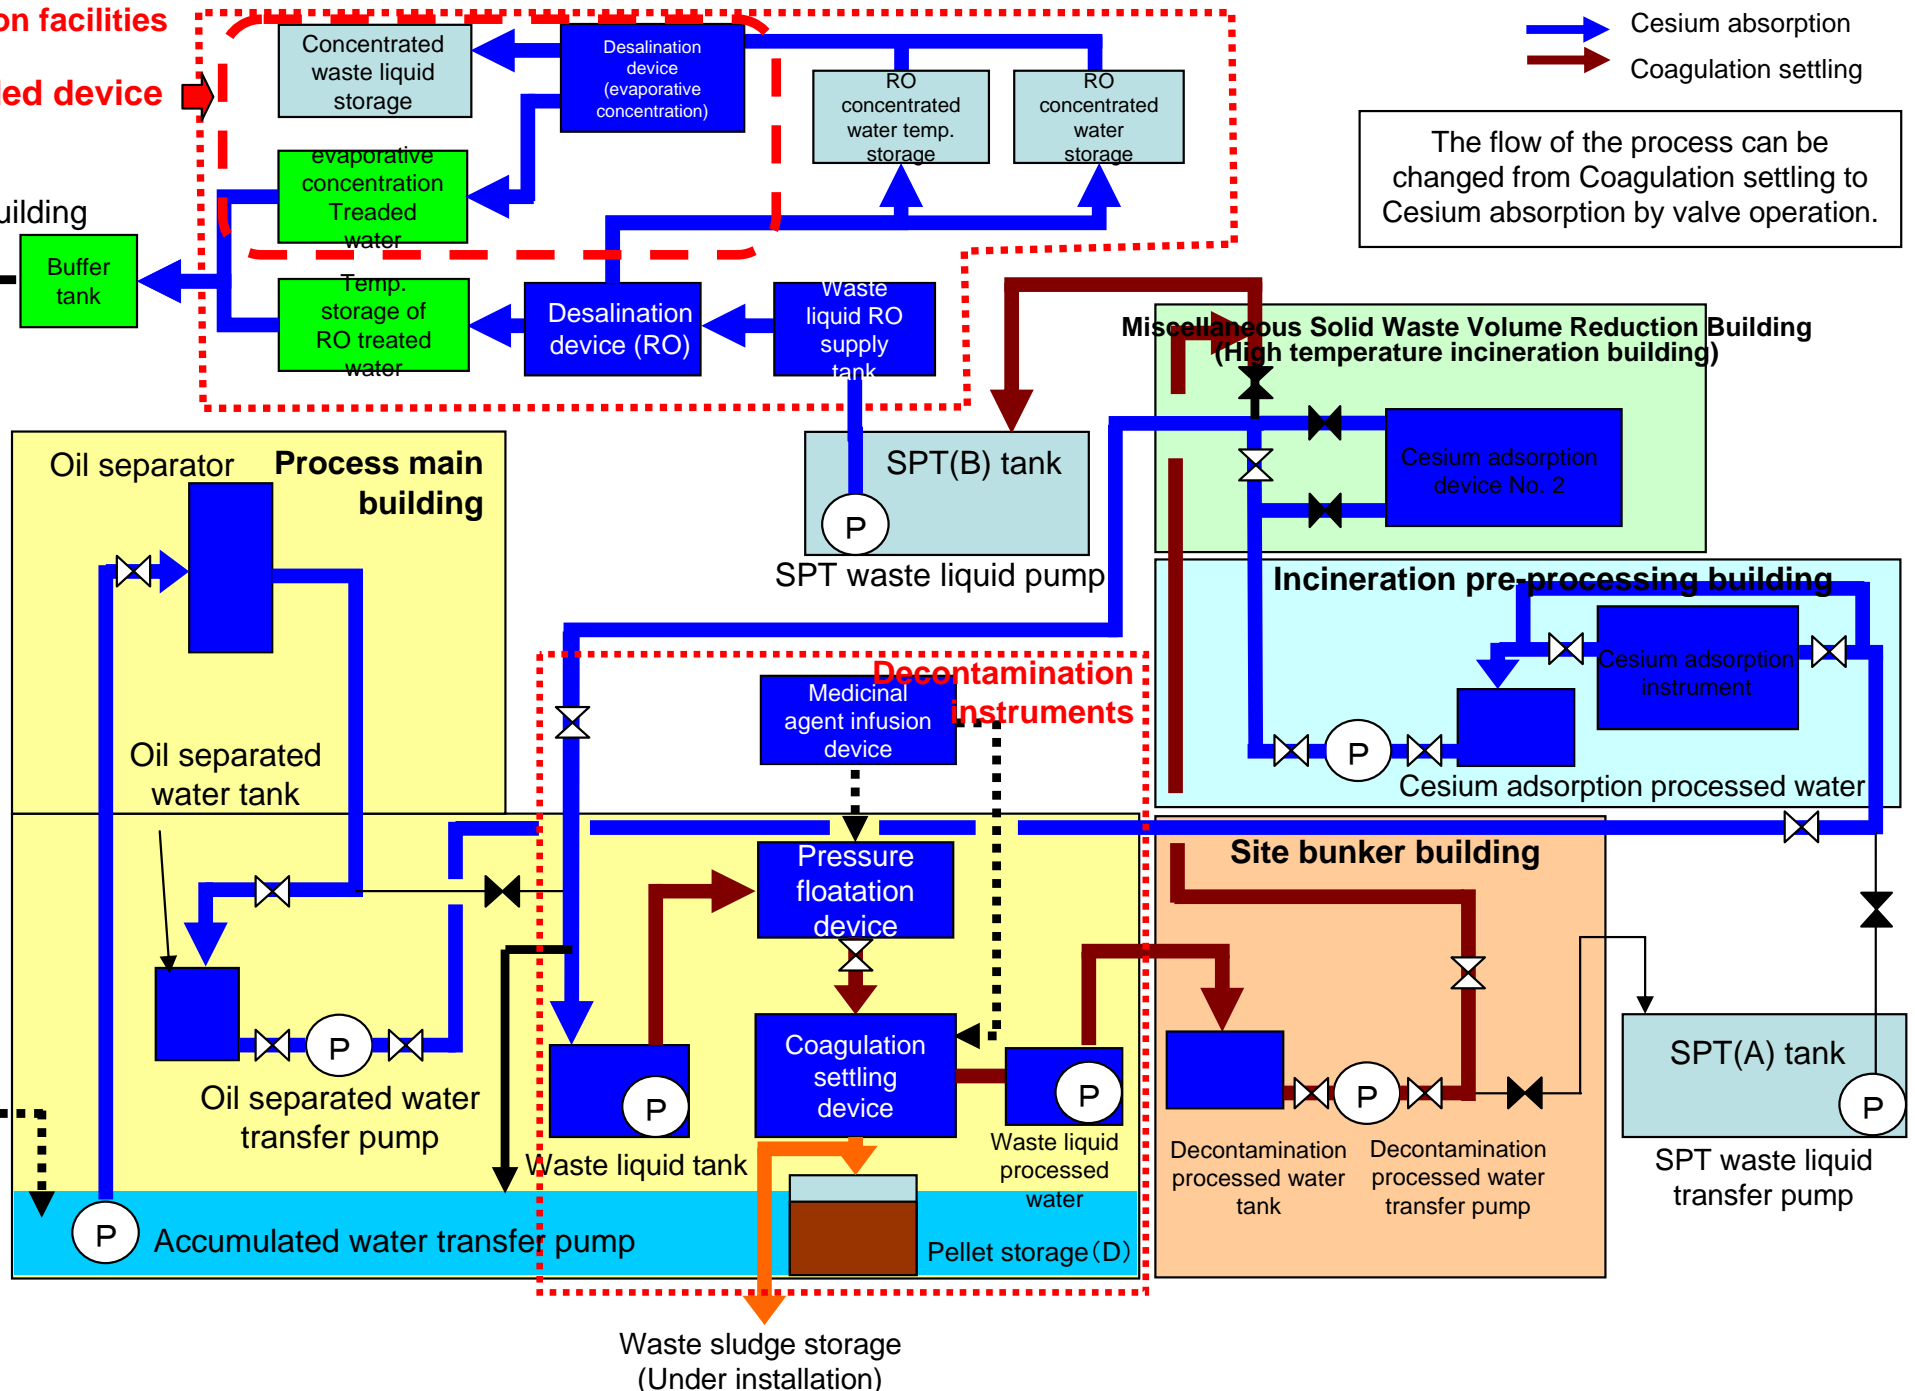 on facilities
led device
uilding
Buffer
tank
Concentrated
waste liquid
storage
Desalination
device
(evaporative
concentration)
evaporative
concentration
Treaded
water
Temp.
storage of
RO treated
water
Desalination
device (RO)
Waste
liquid RO
supply
tank
RO
concentrated
water temp.
storage
RO
concentrated
water
storage
Cesium absorption
Coagulation settling
The flow of the process can be
changed from Coagulation settling to
Cesium absorption by valve operation.
Miscellaneous Solid Waste Volume Reduction Building
(High temperature incineration building)
Cesium adsorption
device No. 2
SPT(B) tank
P
SPT waste liquid pump
Oil separator
Process main
building
Incineration pre-processing building
Cesium adsorption
instrument
P
Cesium adsorption processed water
Decontamination
instruments
Medicinal
agent infusion
device
Oil separated
water tank
Pressure
floatation
device
Site bunker building
Coagulation
settling
device
P
Oil separated water
transfer pump
P
Waste liquid tank
P
Waste liquid
processed
water
P
Decontamination
processed water
tank
Decontamination
processed water
transfer pump
SPT(A) tank
P
SPT waste liquid
transfer pump
P
Accumulated water transfer pump
Pellet storage(D)
Waste sludge storage
(Under installation)